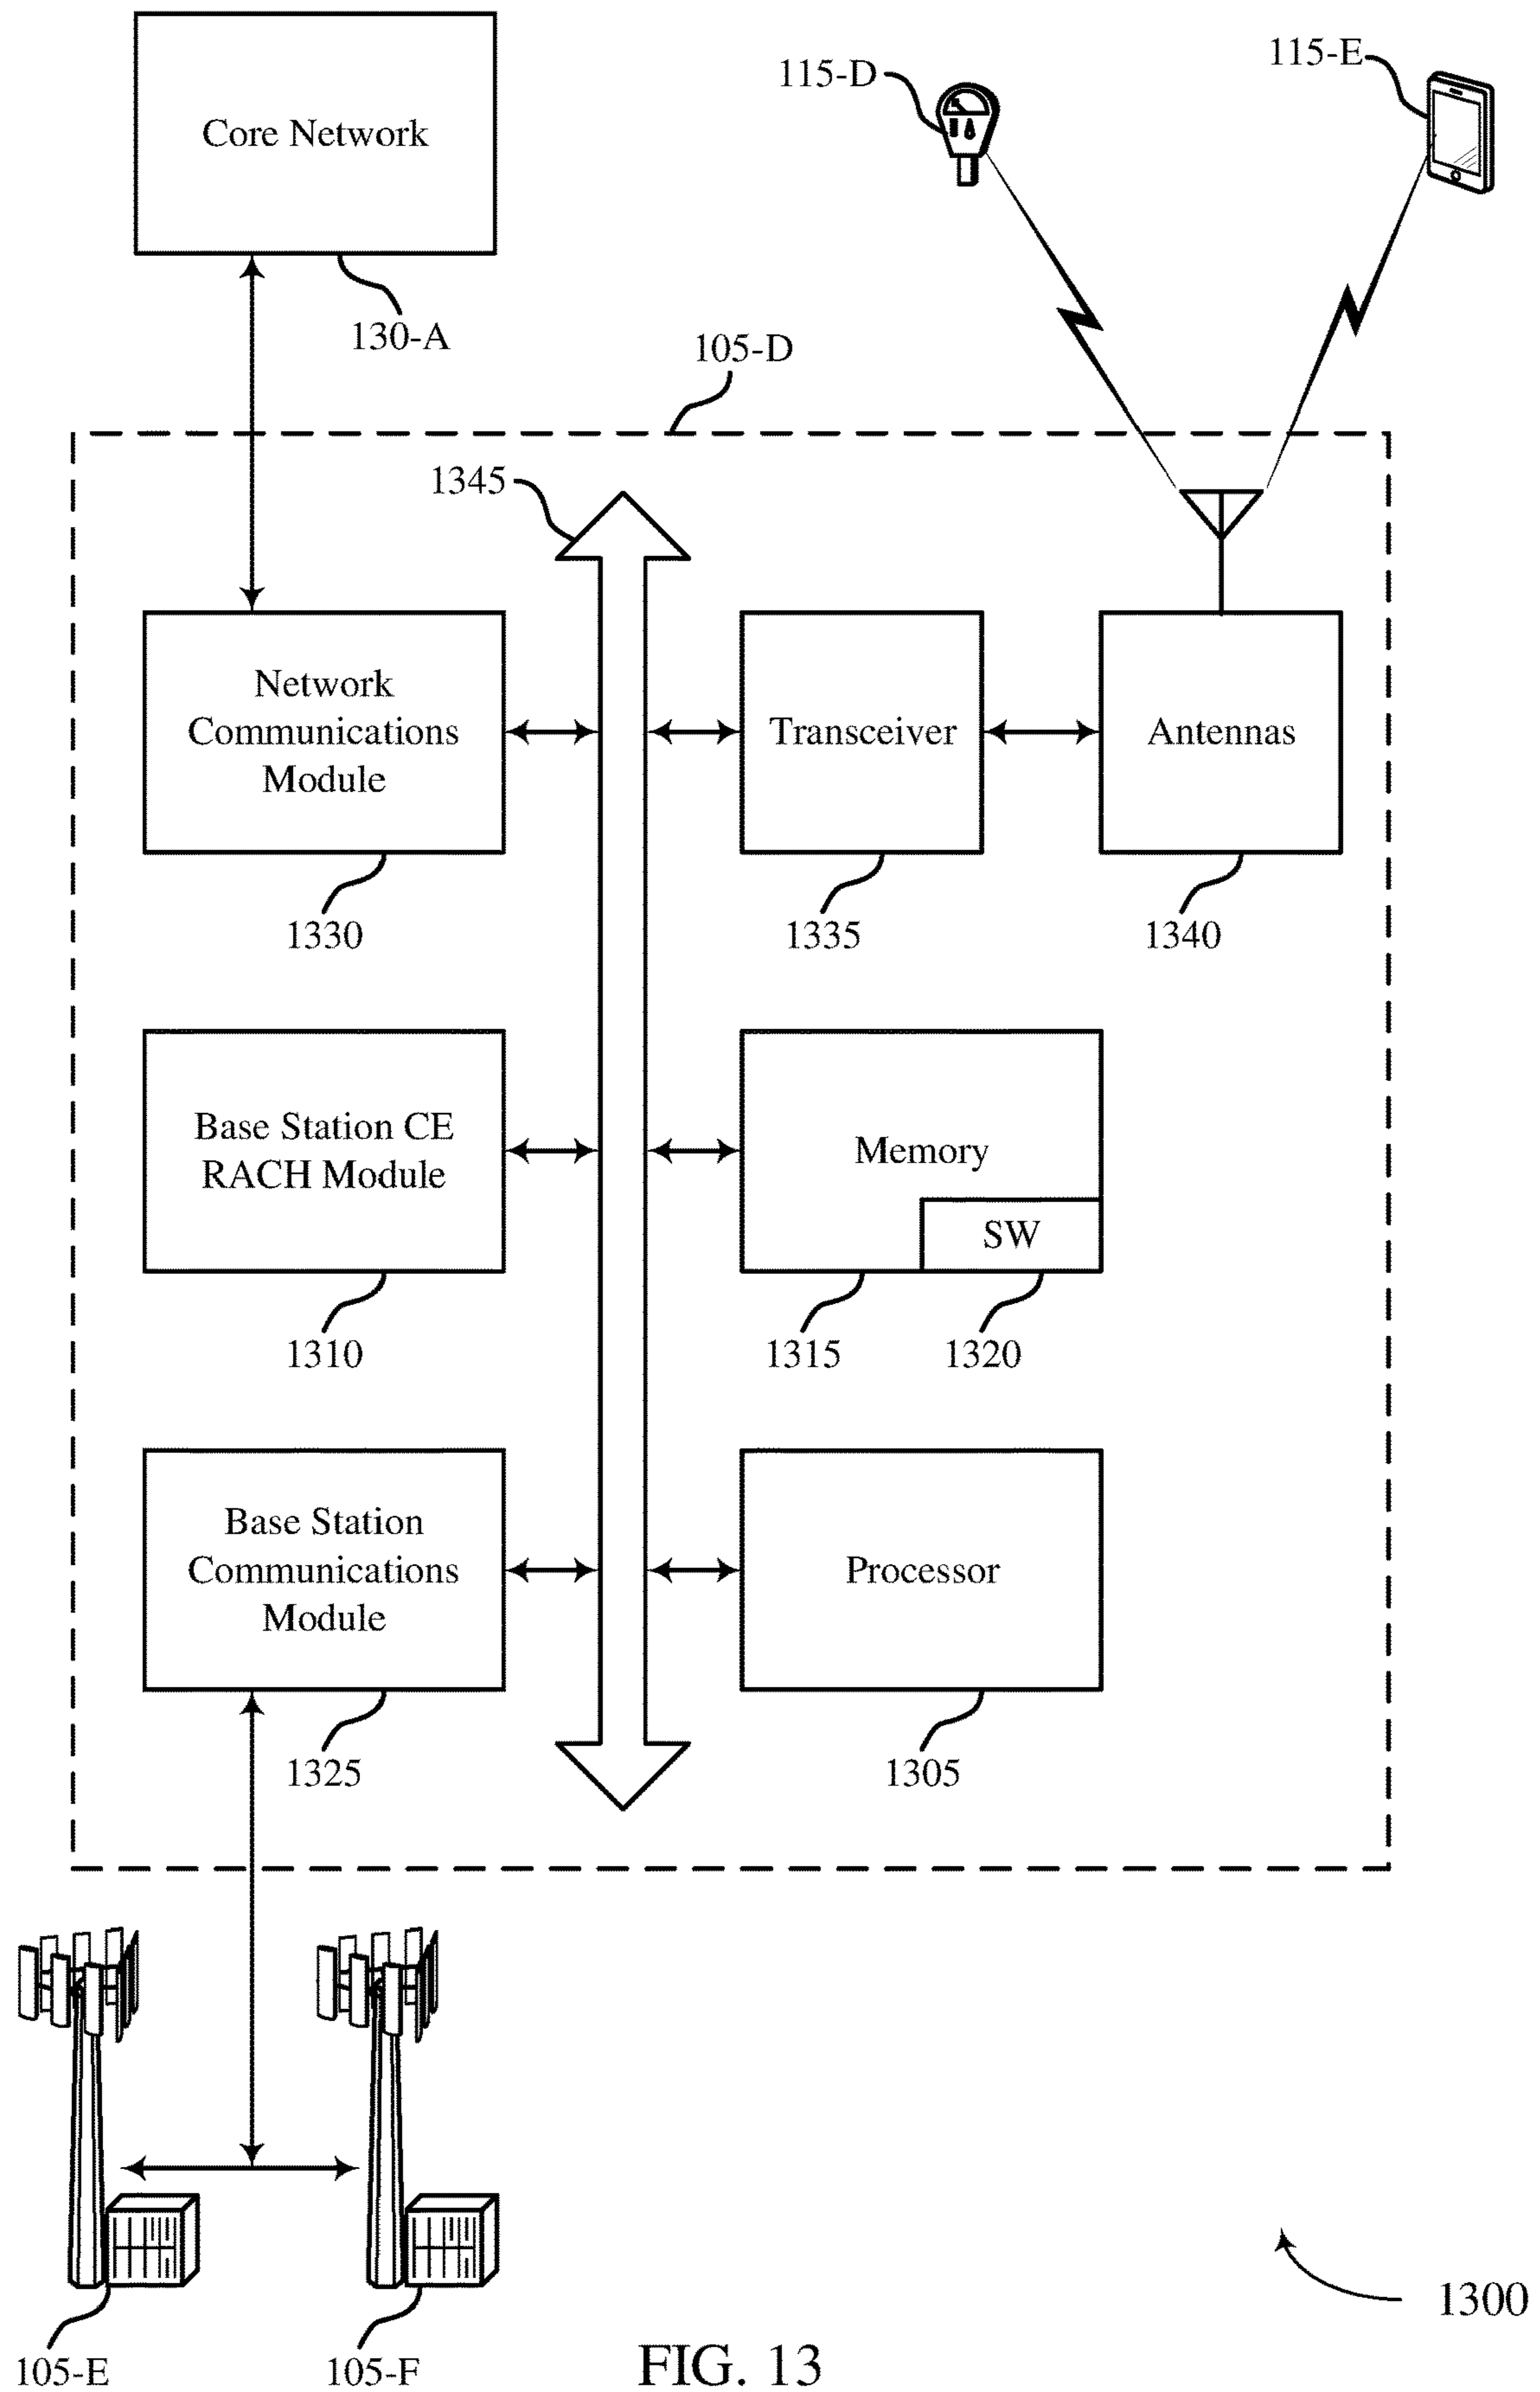 115-E
115-D
Core Network
130-A
105-D
1345
Network
Communications
Module
Transceiver
Antennas
1330
1335
1340
Base Station CE
RACH Module
Memory
SW
1310
1315
1320
Base Station
Communications
Module
Processor
1325
1305
1300
105-E
105-F
FIG. 13